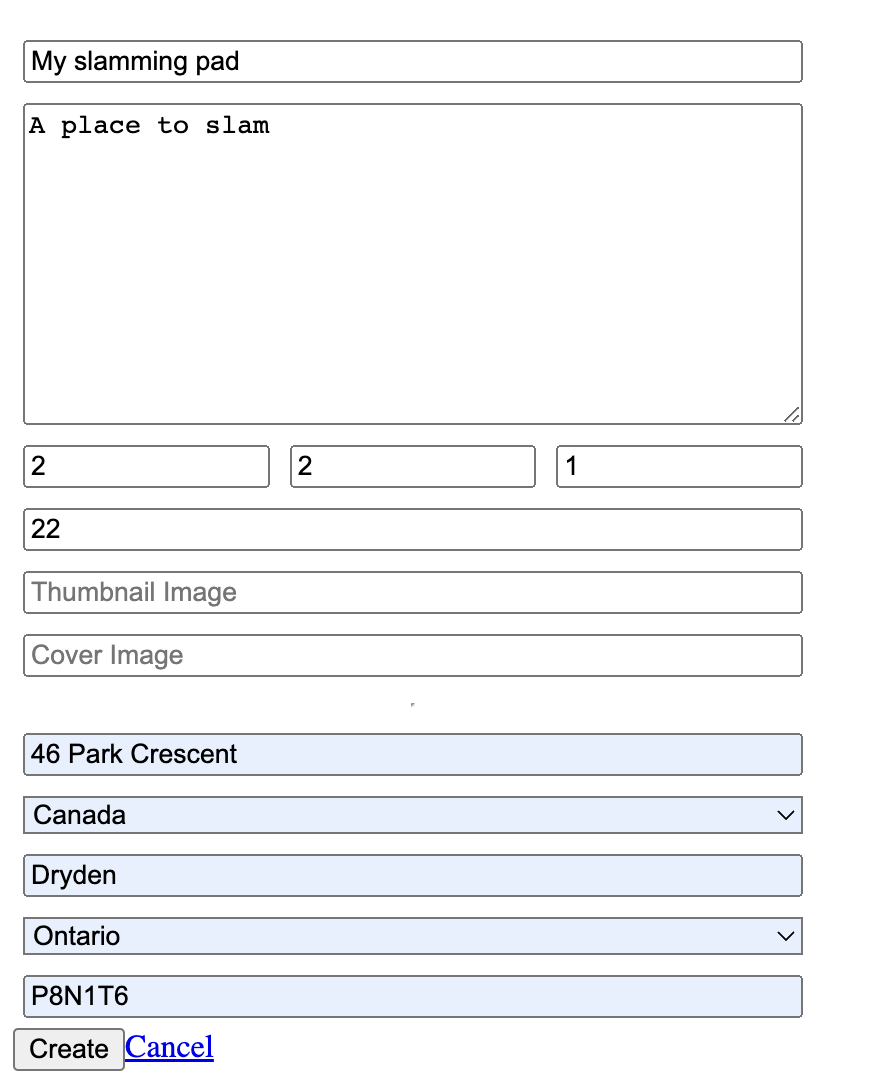 My slamming pad
A place to slam
2 2 1
22
Thumbnail Image
Cover Image
46 Park Crescent
Canada
Dryden
Ontario
P8N1T6
Create Cancel